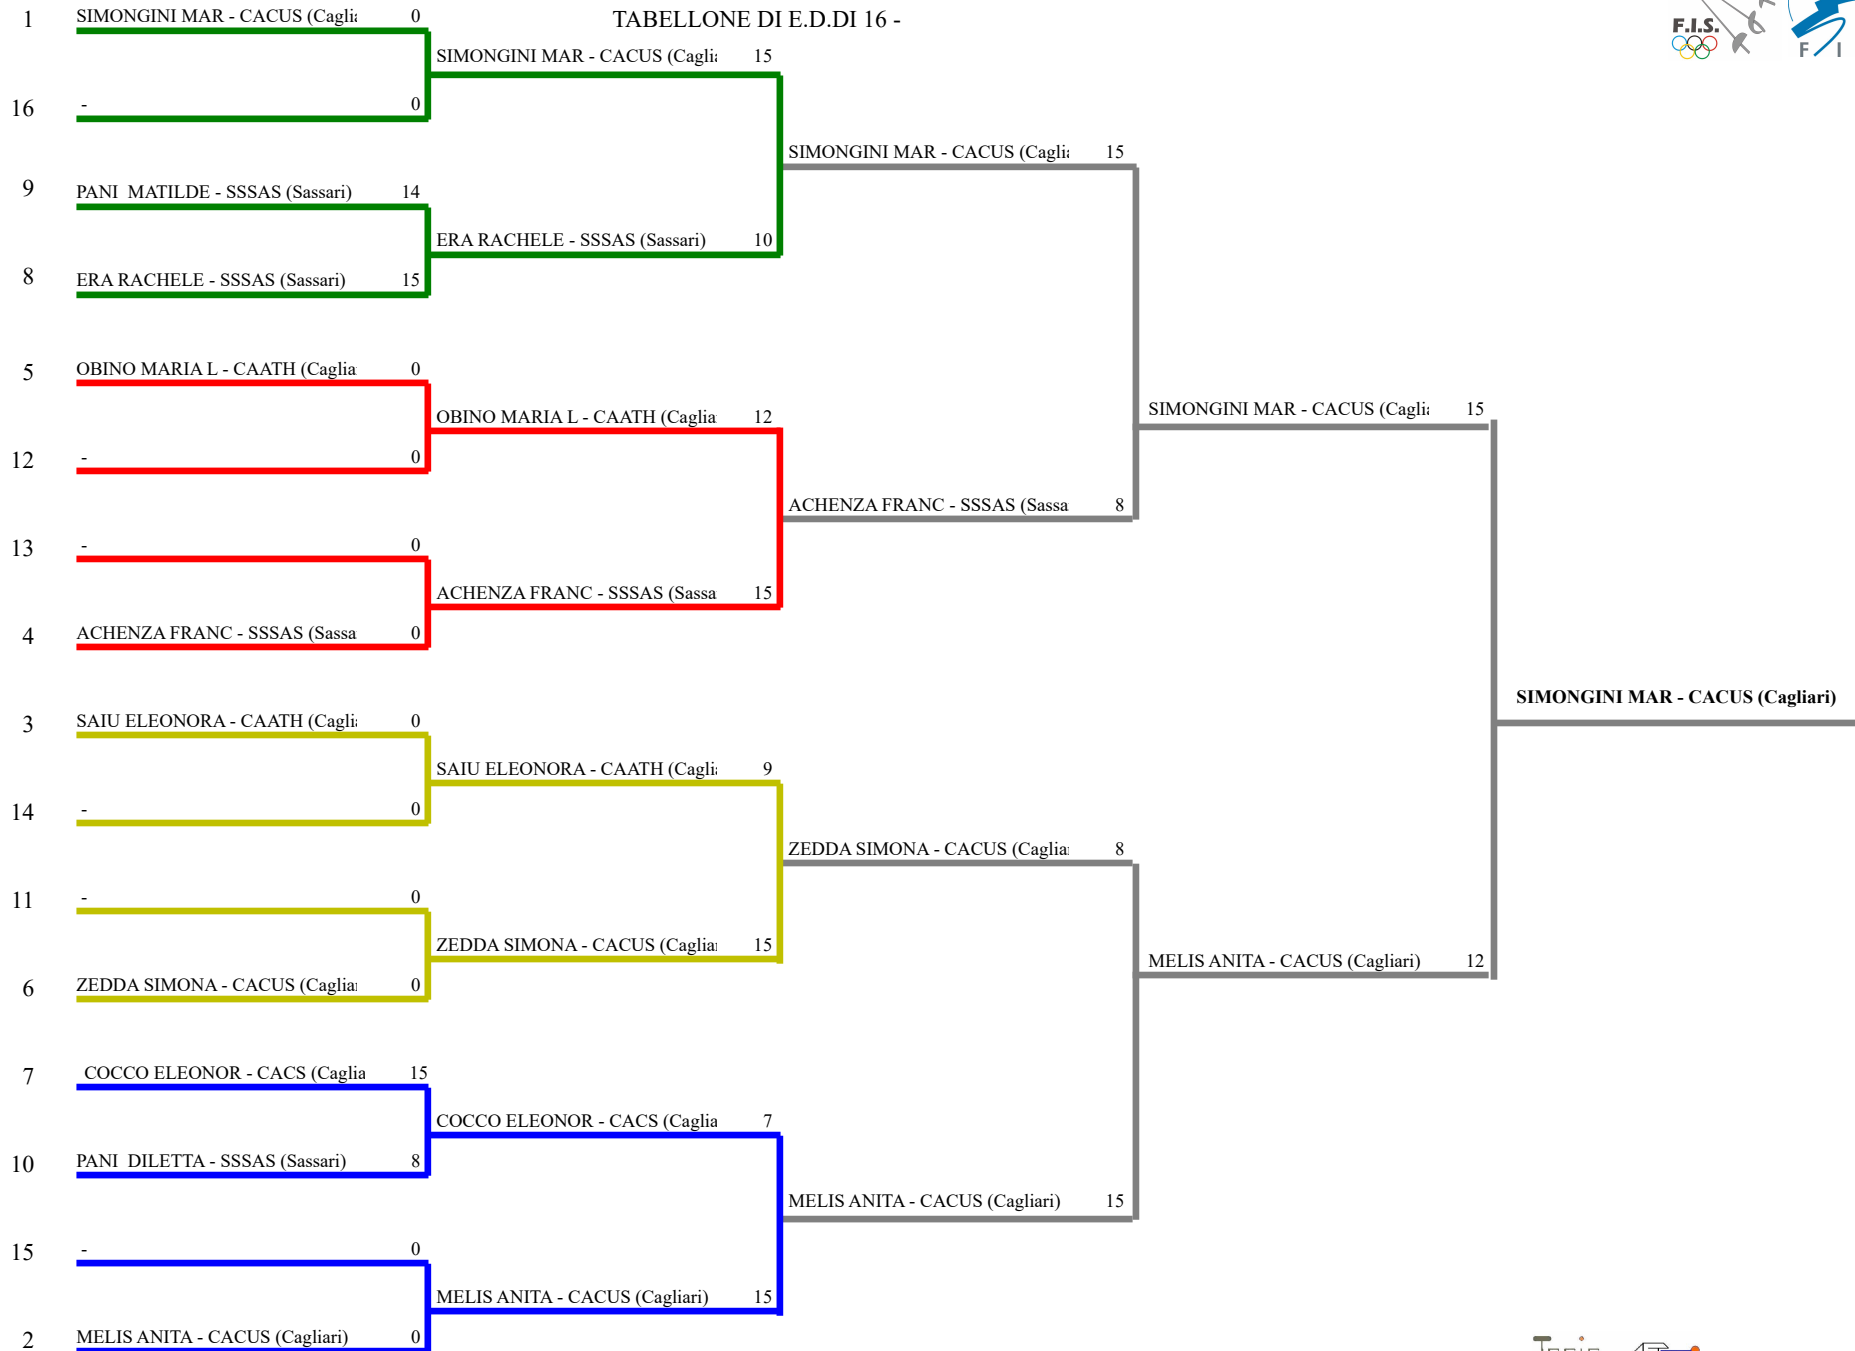 TABELLONE DI E.D.DI 16 -
F.I.S.
F I
1 SIMONGINI MAR - CACUS (Caglia 0
SIMONGINI MAR - CACUS (Caglia 15
16 - 0
SIMONGINI MAR - CACUS (Caglia 15
9 PANI MATILDE - SSSAS (Sassari) 14
ERA RACHELE - SSSAS (Sassari) 10
8 ERA RACHELE - SSSAS (Sassari) 15
5 OBINO MARIA L - CAATH (Caglia 0
SIMONGINI MAR - CACUS (Caglia 15
OBINO MARIA L - CAATH (Caglia 12
12 - 0
ACHENZA FRANC - SSSAS (Sassa 8
13 - 0
ACHENZA FRANC - SSSAS (Sassa 15
4 ACHENZA FRANC - SSSAS (Sassa 0
SIMONGINI MAR - CACUS (Cagliari)
3 SAIU ELEONORA - CAATH (Caglia 0
SAIU ELEONORA - CAATH (Caglia 9
14 - 0
ZEDDA SIMONA - CACUS (Caglia 8
11 - 0
ZEDDA SIMONA - CACUS (Caglia 15
MELIS ANITA - CACUS (Cagliari) 12
6 ZEDDA SIMONA - CACUS (Caglia 0
7 COCCO ELEONOR - CACS (Caglia 15
COCCO ELEONOR - CACS (Caglia 7
10 PANI DILETTA - SSSAS (Sassari) 8
MELIS ANITA - CACUS (Cagliari) 15
15 - 0
MELIS ANITA - CACUS (Cagliari) 15
2 MELIS ANITA - CACUS (Cagliari) 0